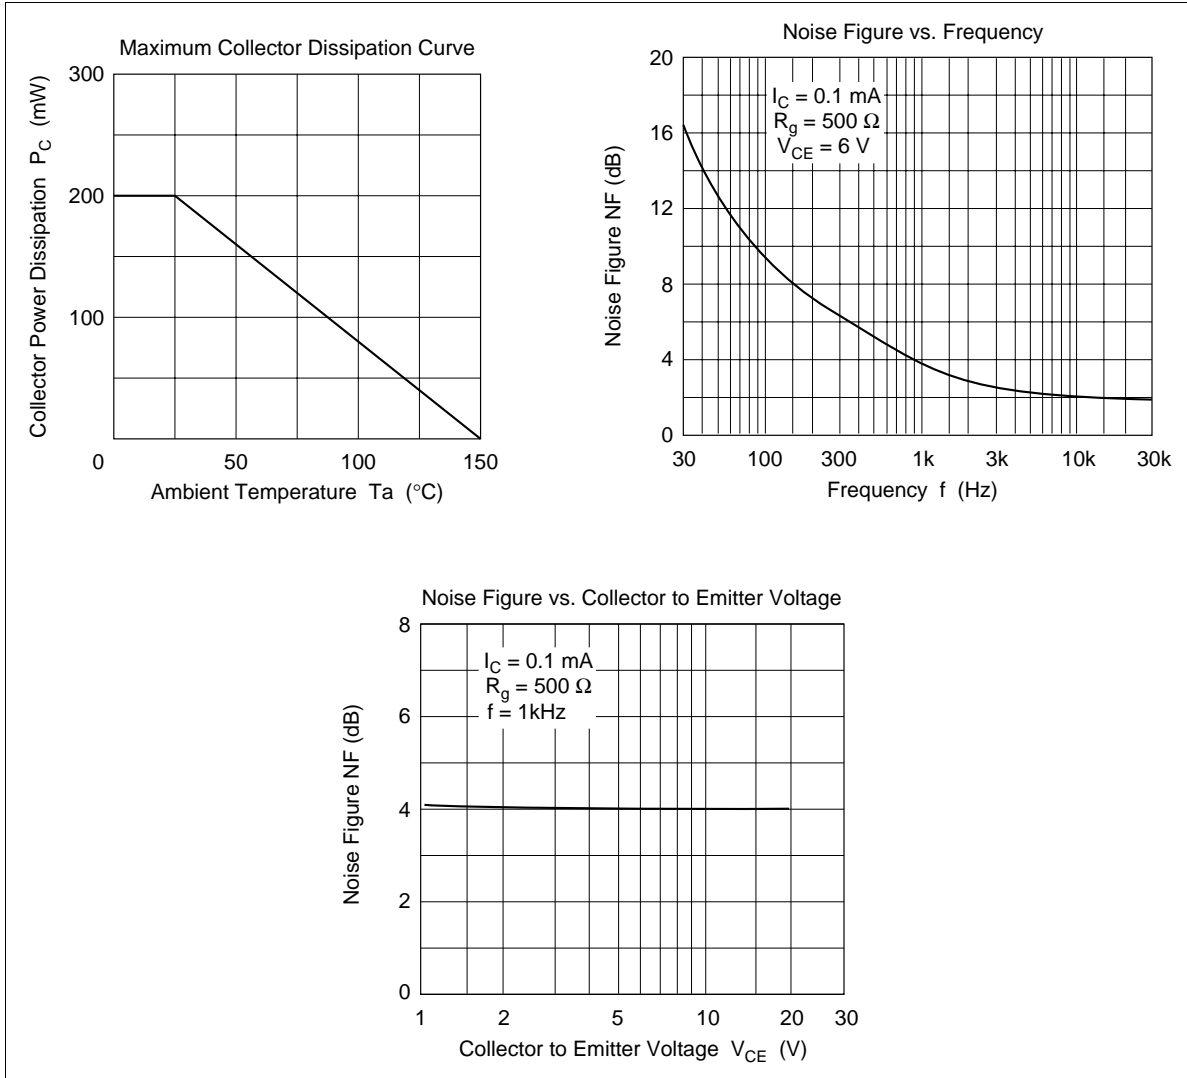 Maximum Collector Dissipation Curve
Collector Power Dissipation P_C (mW)
300
200
100
0
50
100
150
Ambient Temperature Ta (°C)
Noise Figure vs. Frequency
Noise Figure NF (dB)
20
16
12
8
4
0
I_C = 0.1 mA
R_g = 500 Ω
V_CE = 6 V
30
100
300
1k
3k
10k
30k
Frequency f (Hz)
Noise Figure vs. Collector to Emitter Voltage
Noise Figure NF (dB)
8
6
4
2
0
I_C = 0.1 mA
R_g = 500 Ω
f = 1kHz
1
2
5
10
20
30
Collector to Emitter Voltage V_CE (V)